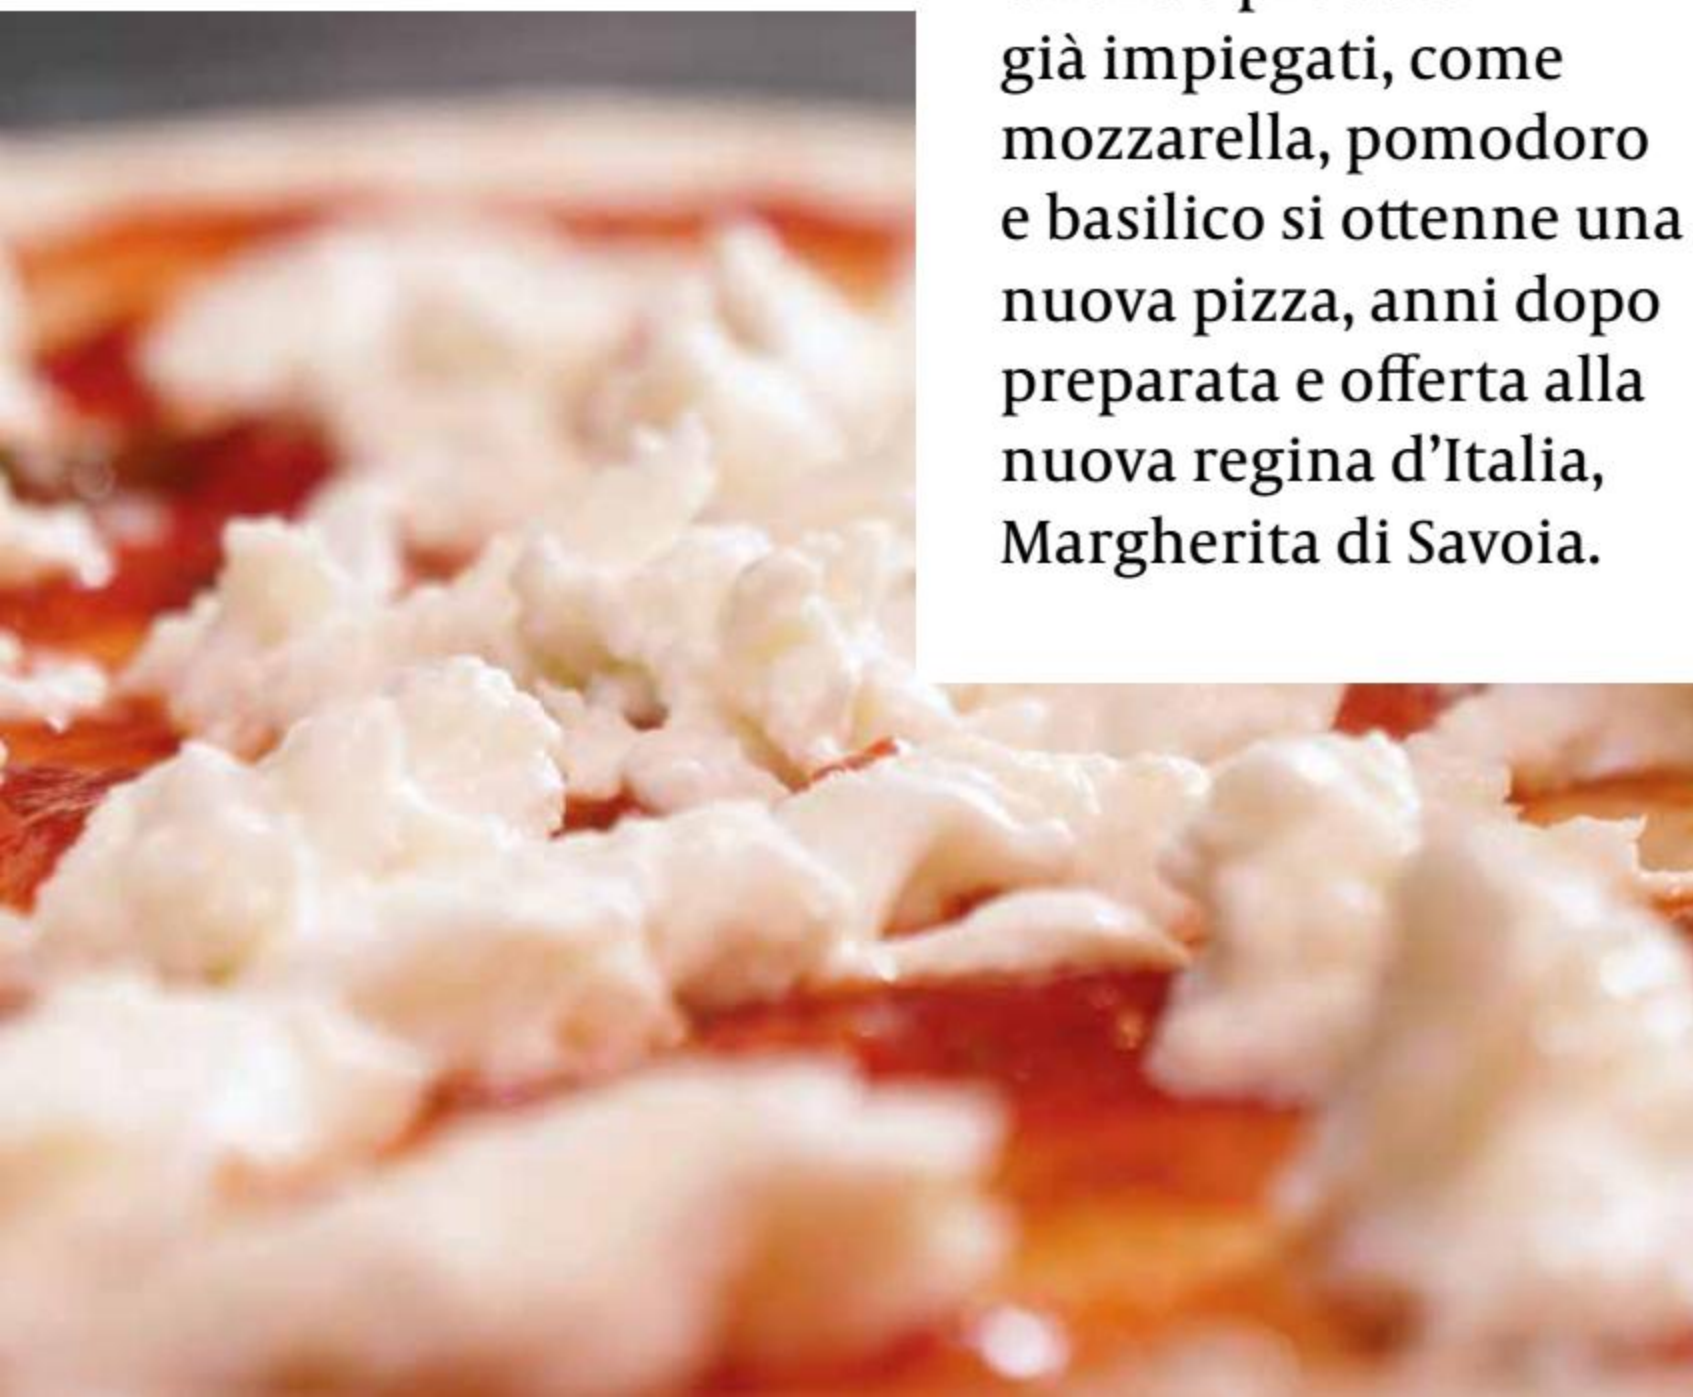 già impiegati, come
mozzarella, pomodoro
e basilico si ottenne una
nuova pizza, anni dopo
preparata e offerta alla
nuova regina d’Italia,
Margherita di Savoia.